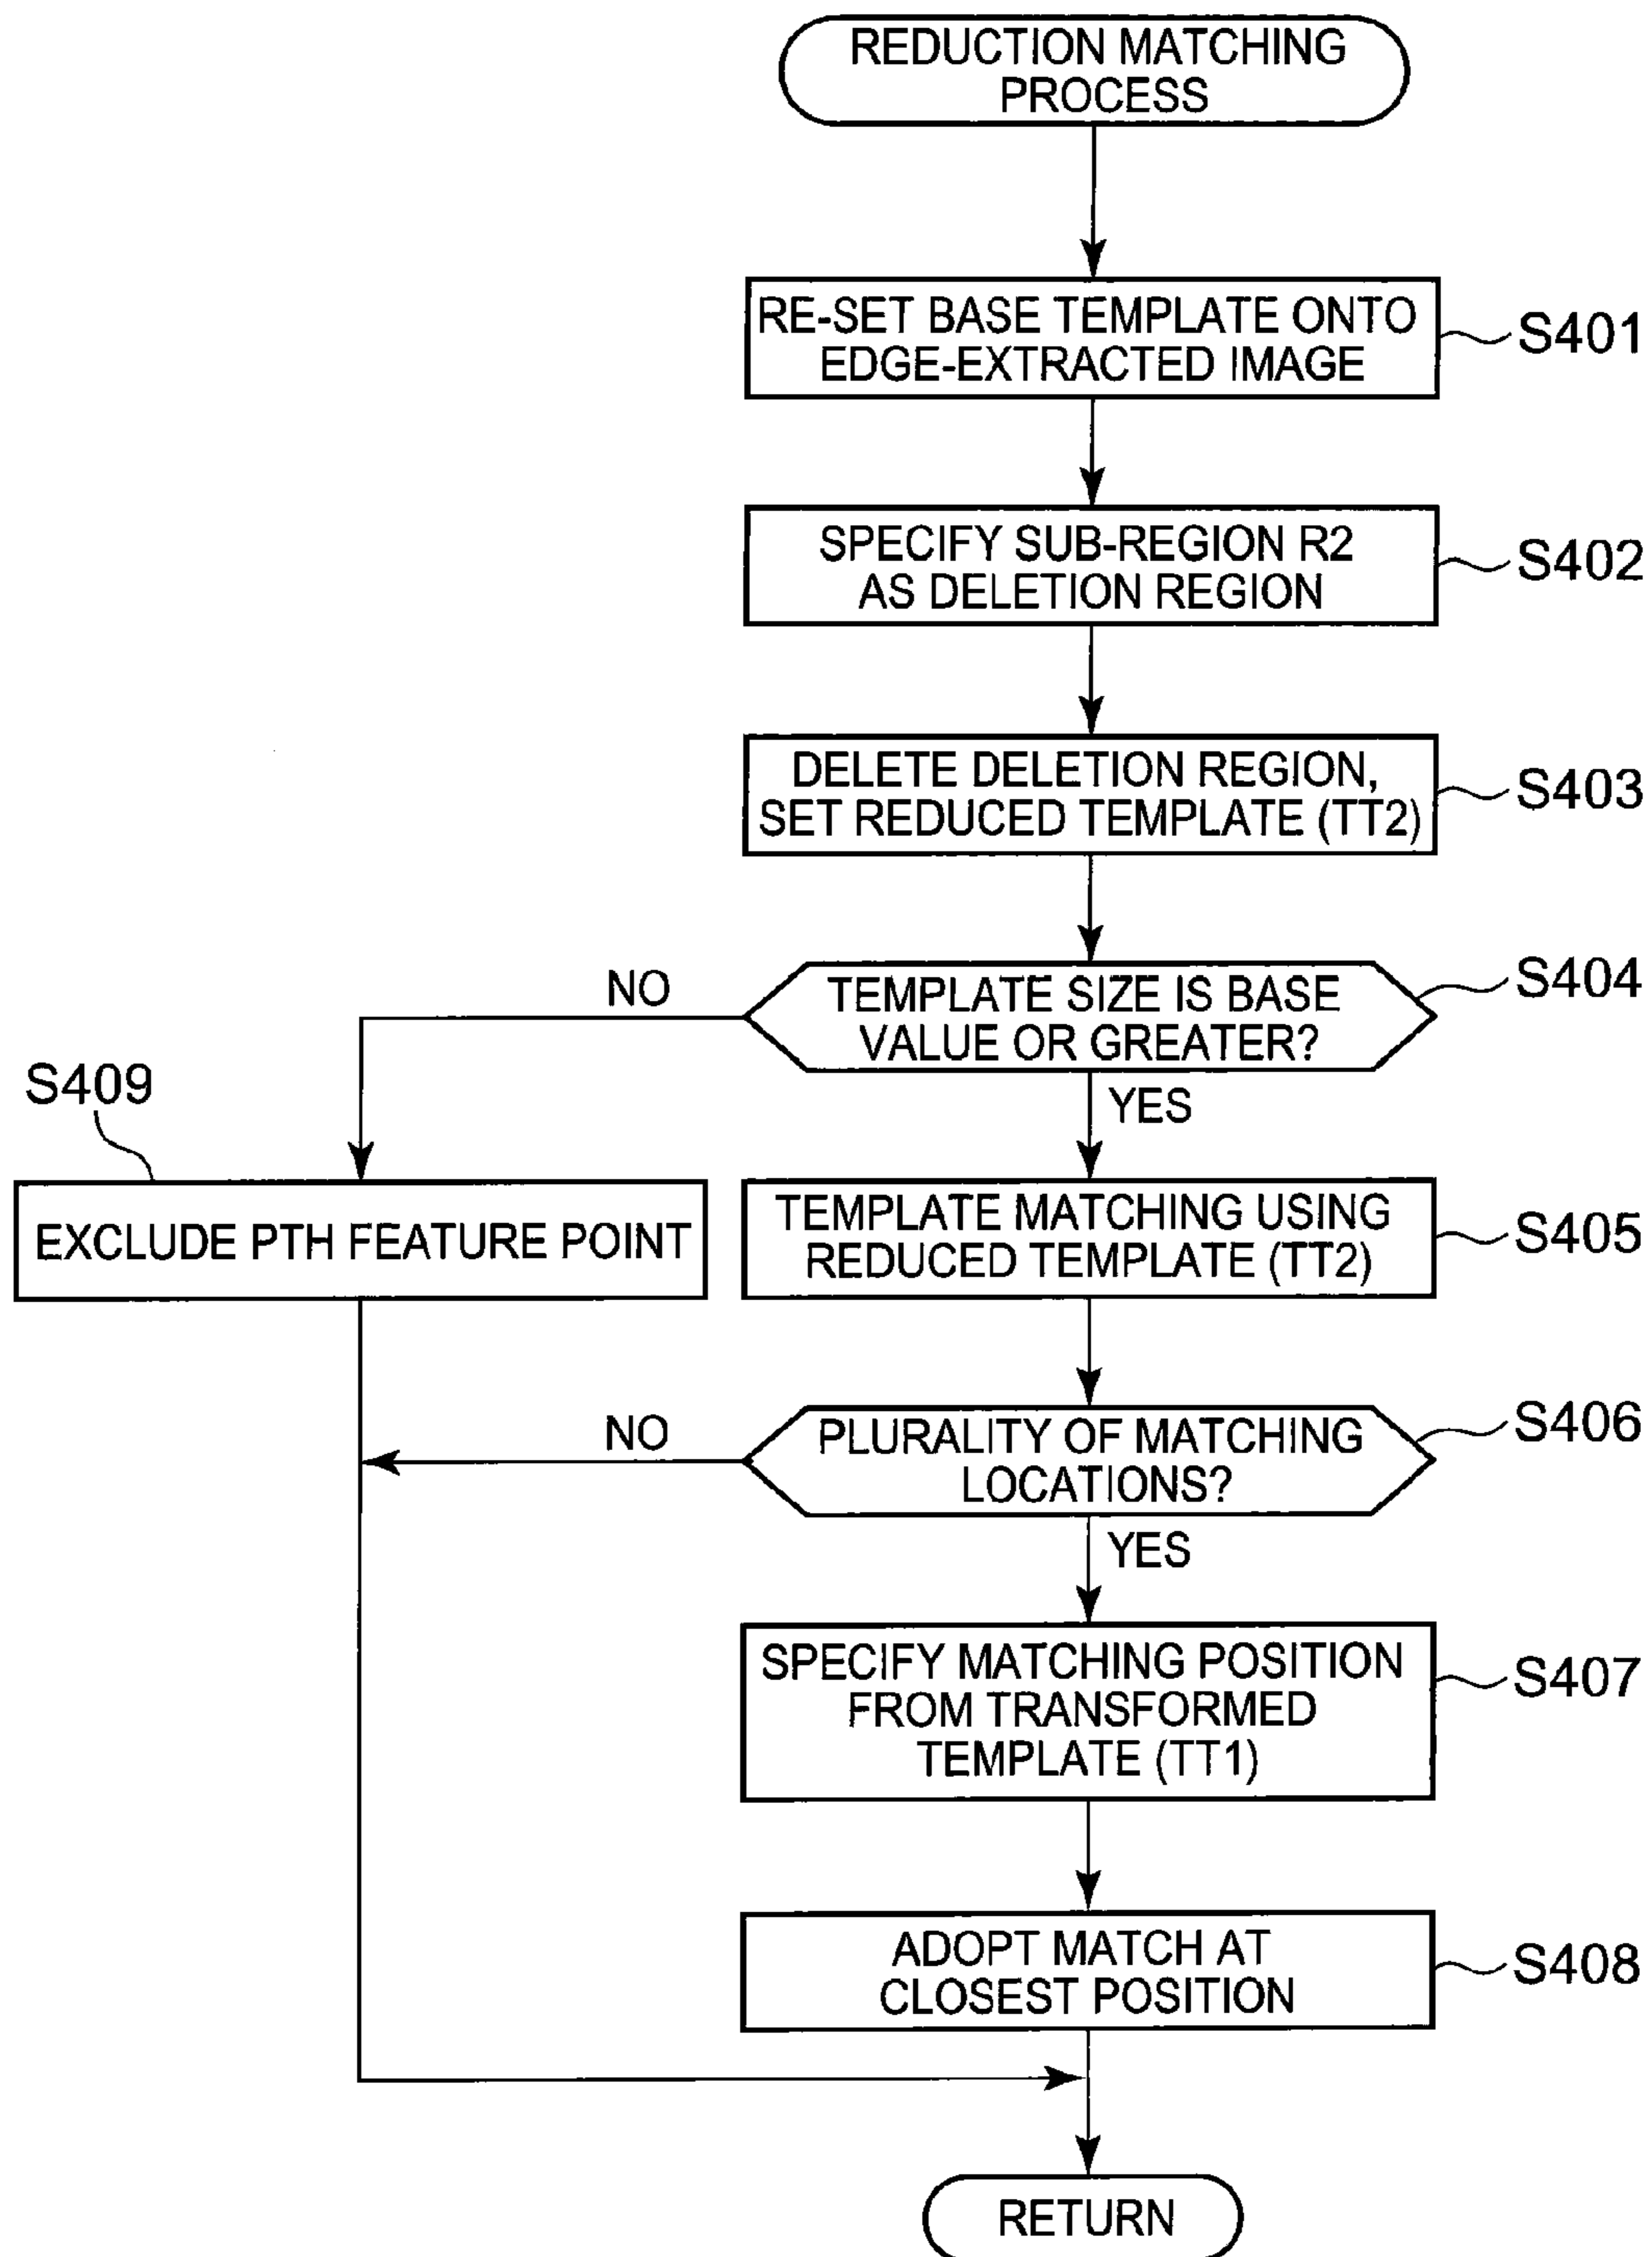 REDUCTION MATCHING
PROCESS
RE-SET BASE TEMPLATE ONTO
EDGE-EXTRACTED IMAGE
S401
SPECIFY SUB-REGION R2
AS DELETION REGION
S402
DELETE DELETION REGION,
SET REDUCED TEMPLATE (TT2)
S403
TEMPLATE SIZE IS BASE
VALUE OR GREATER?
S404
NO
YES
S409
EXCLUDE PTH FEATURE POINT
TEMPLATE MATCHING USING
REDUCED TEMPLATE (TT2)
S405
PLURALITY OF MATCHING
LOCATIONS?
S406
NO
YES
SPECIFY MATCHING POSITION
FROM TRANSFORMED
TEMPLATE (TT1)
S407
ADOPT MATCH AT
CLOSEST POSITION
S408
RETURN